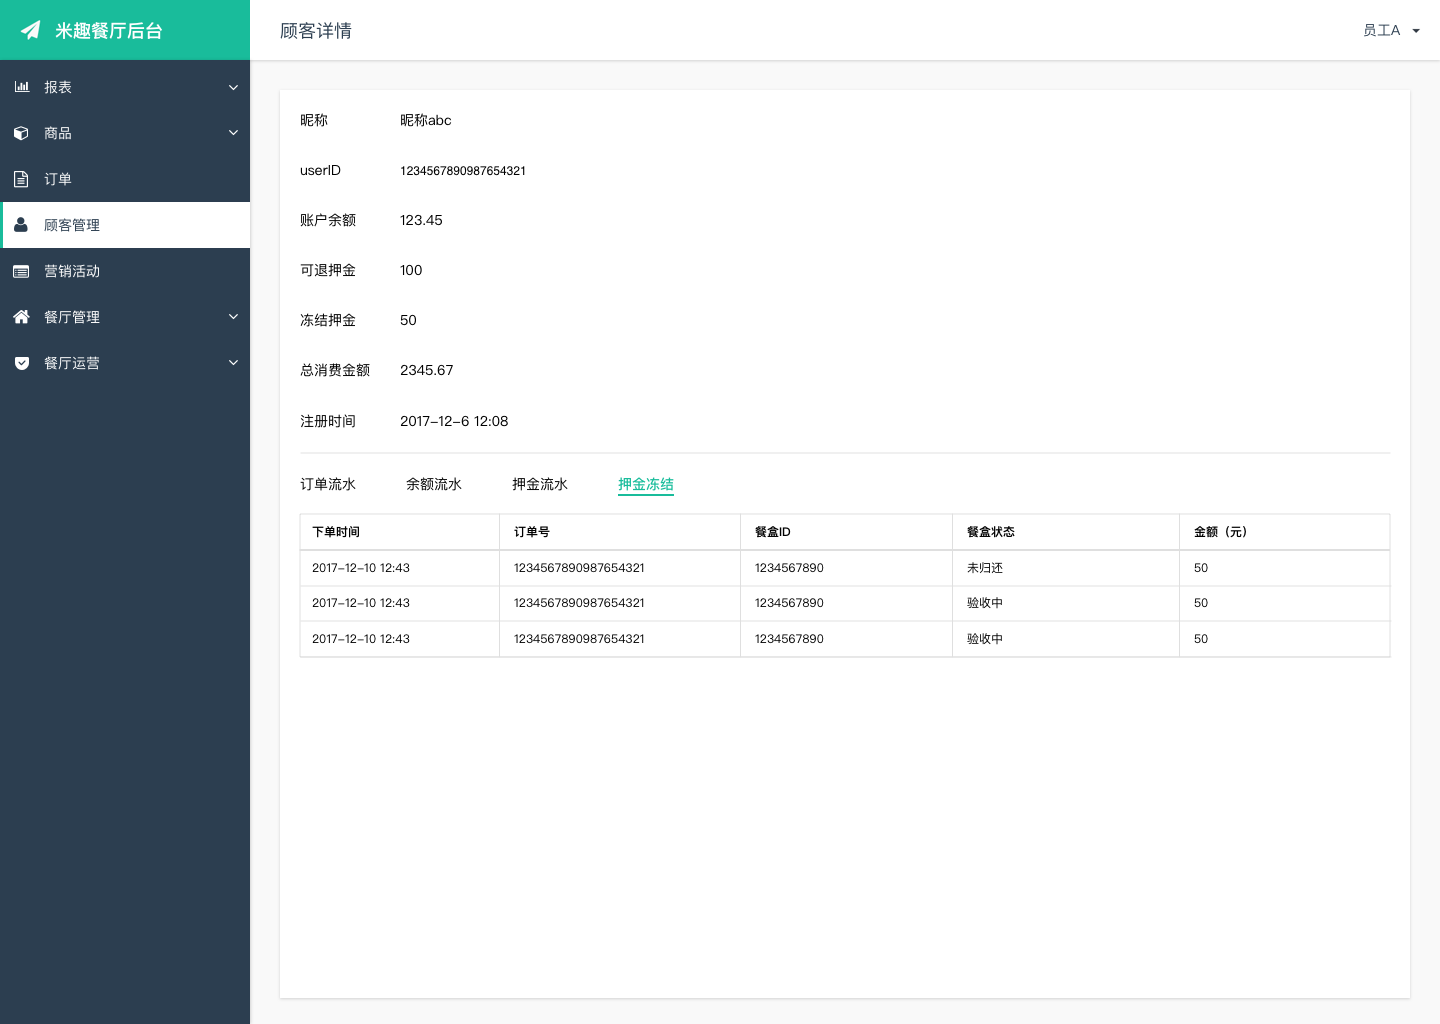 米趣餐厅后台
顾客详情
员工A
报表
商品
订单
顾客管理
营销活动
餐厅管理
餐厅运营
昵称 昵称abc
userID 1234567890987654321
账户余额 123.45
可退押金 100
冻结押金 50
总消费金额 2345.67
注册时间 2017-12-6 12:08
订单流水 余额流水 押金流水 押金冻结
下单时间 订单号 餐盒ID 餐盒状态 金额（元）
2017-12-10 12:43 1234567890987654321 1234567890 未归还 50
2017-12-10 12:43 1234567890987654321 1234567890 验收中 50
2017-12-10 12:43 1234567890987654321 1234567890 验收中 50